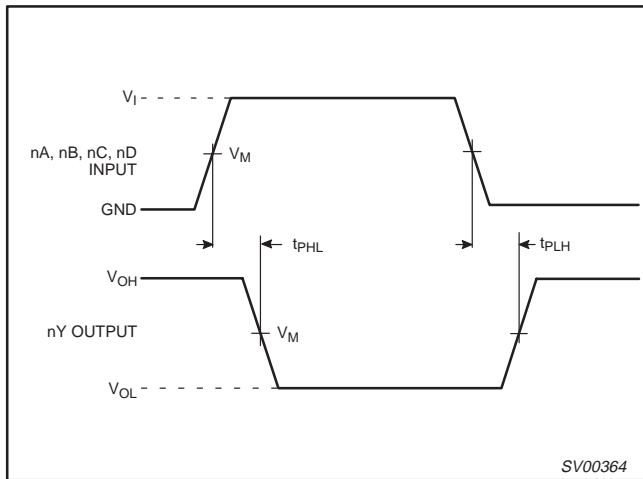 VI
nA, nB, nC, nD
INPUT
VM
GND
tPHL
tPLH
VOH
nY OUTPUT
VM
VOL
SV00364